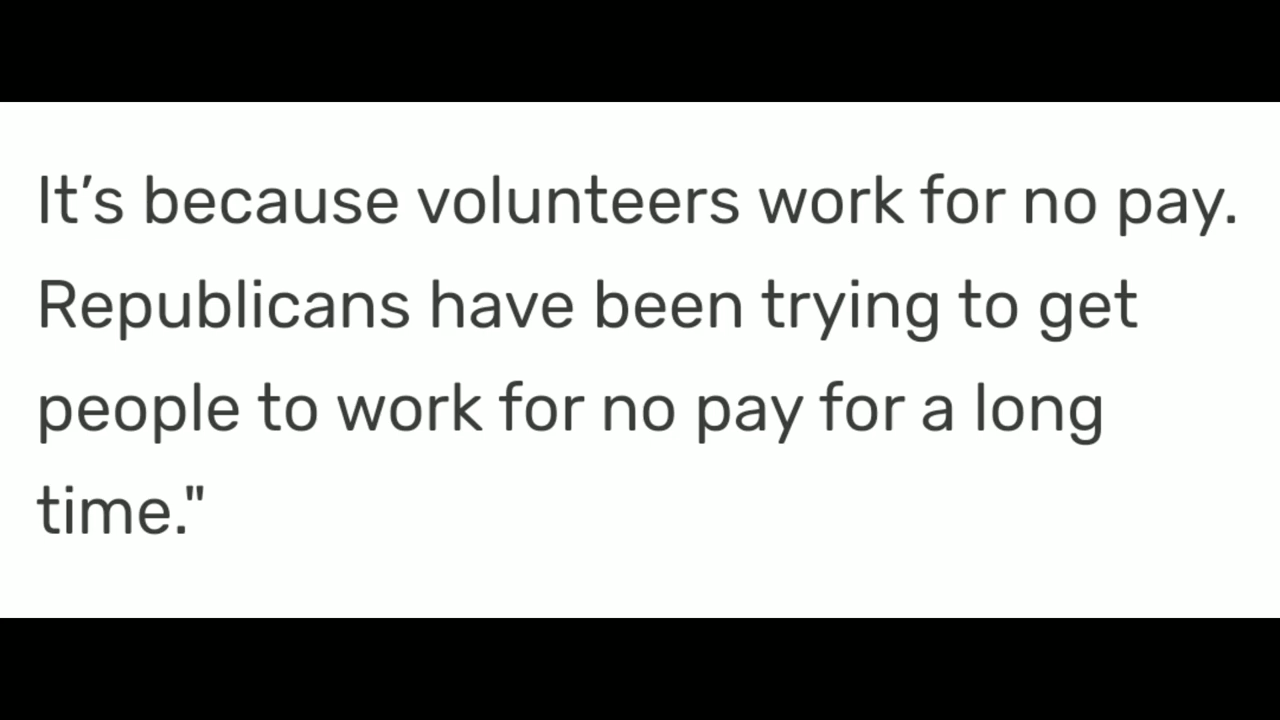 It’s because volunteers work for no pay.
Republicans have been trying to get
people to work for no pay for a long
time."